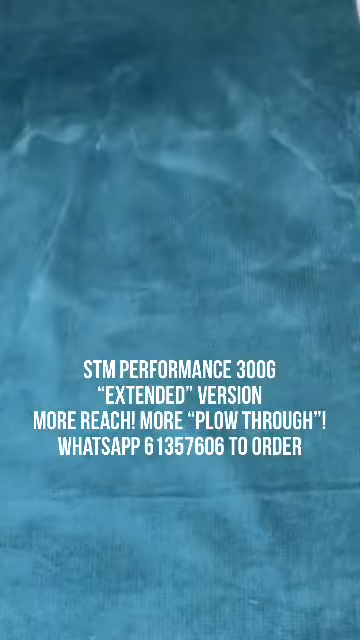 STM PERFORMANCE 300G
“EXTENDED” VERSION
MORE REACH! MORE “PLOW THROUGH”!
WHATSAPP 61357606 TO ORDER